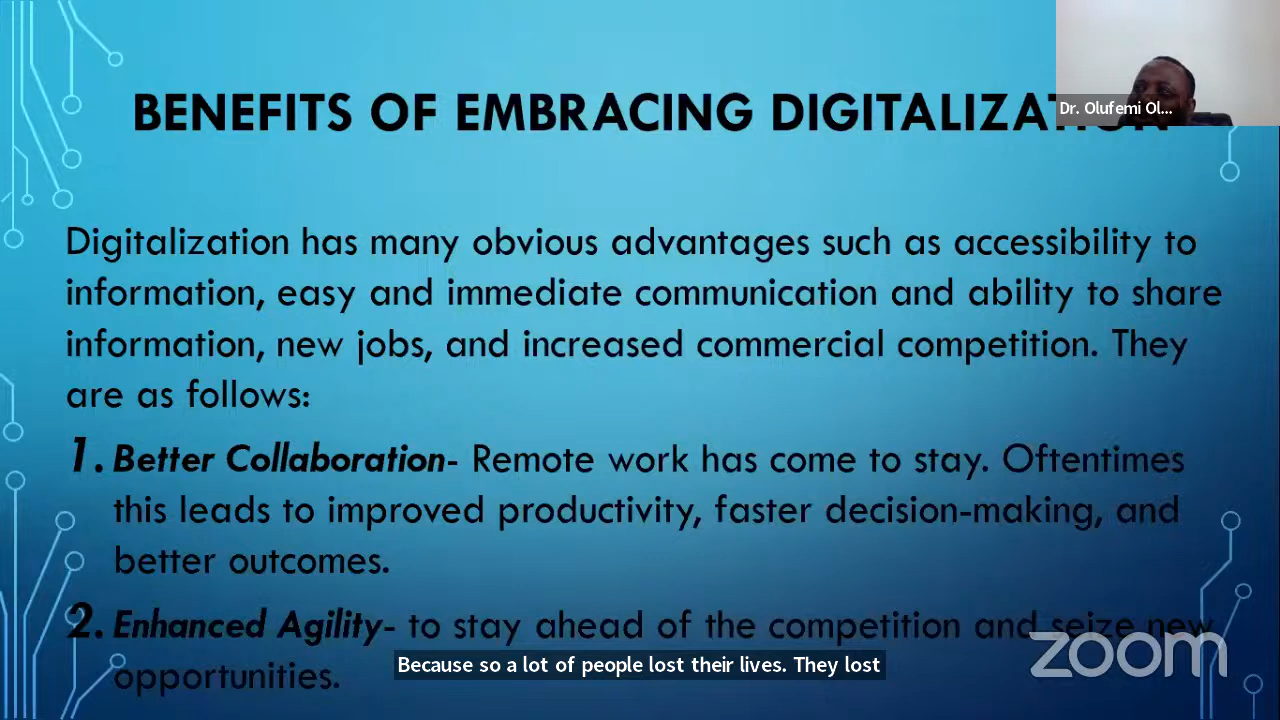 BENEFITS OF EMBRACING DIGITALIZATION
Dr. Olufemi Ol...
Digitalization has many obvious advantages such as accessibility to
information, easy and immediate communication and ability to share
information, new jobs, and increased commercial competition. They
are as follows:
1. Better Collaboration- Remote work has come to stay. Oftentimes
this leads to improved productivity, faster decision-making, and
better outcomes.
2. Enhanced Agility- to stay ahead of the competition and seize new
opportunities.
Because so a lot of people lost their lives. They lost
zoom